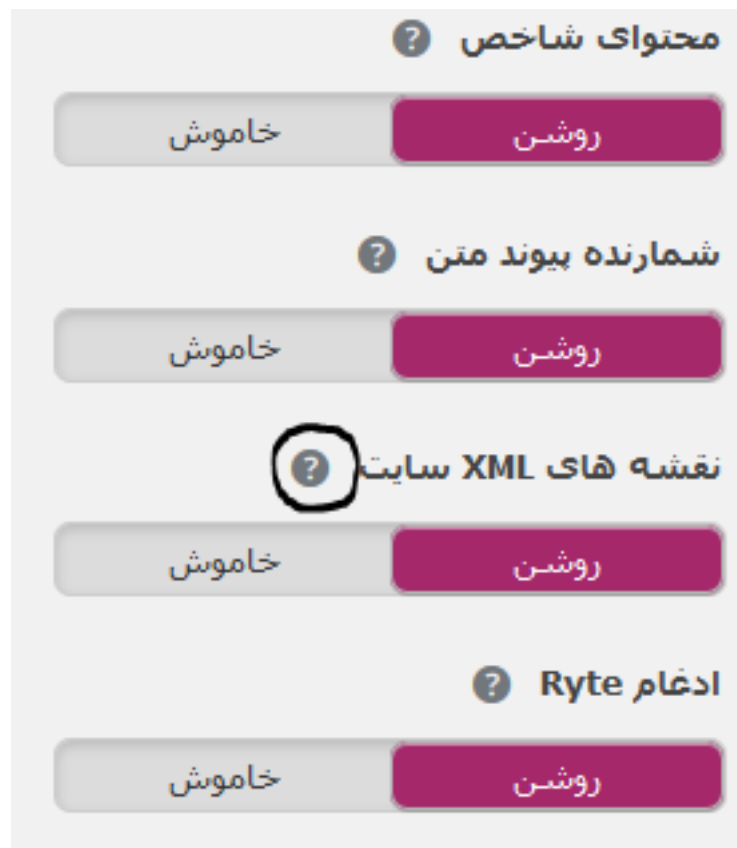 محتوای شاخص ?
روشن خاموش
شمارنده پیوند متن ?
روشن خاموش
نقشه های XML سایت ?
روشن خاموش
ادغام Ryte ?
روشن خاموش